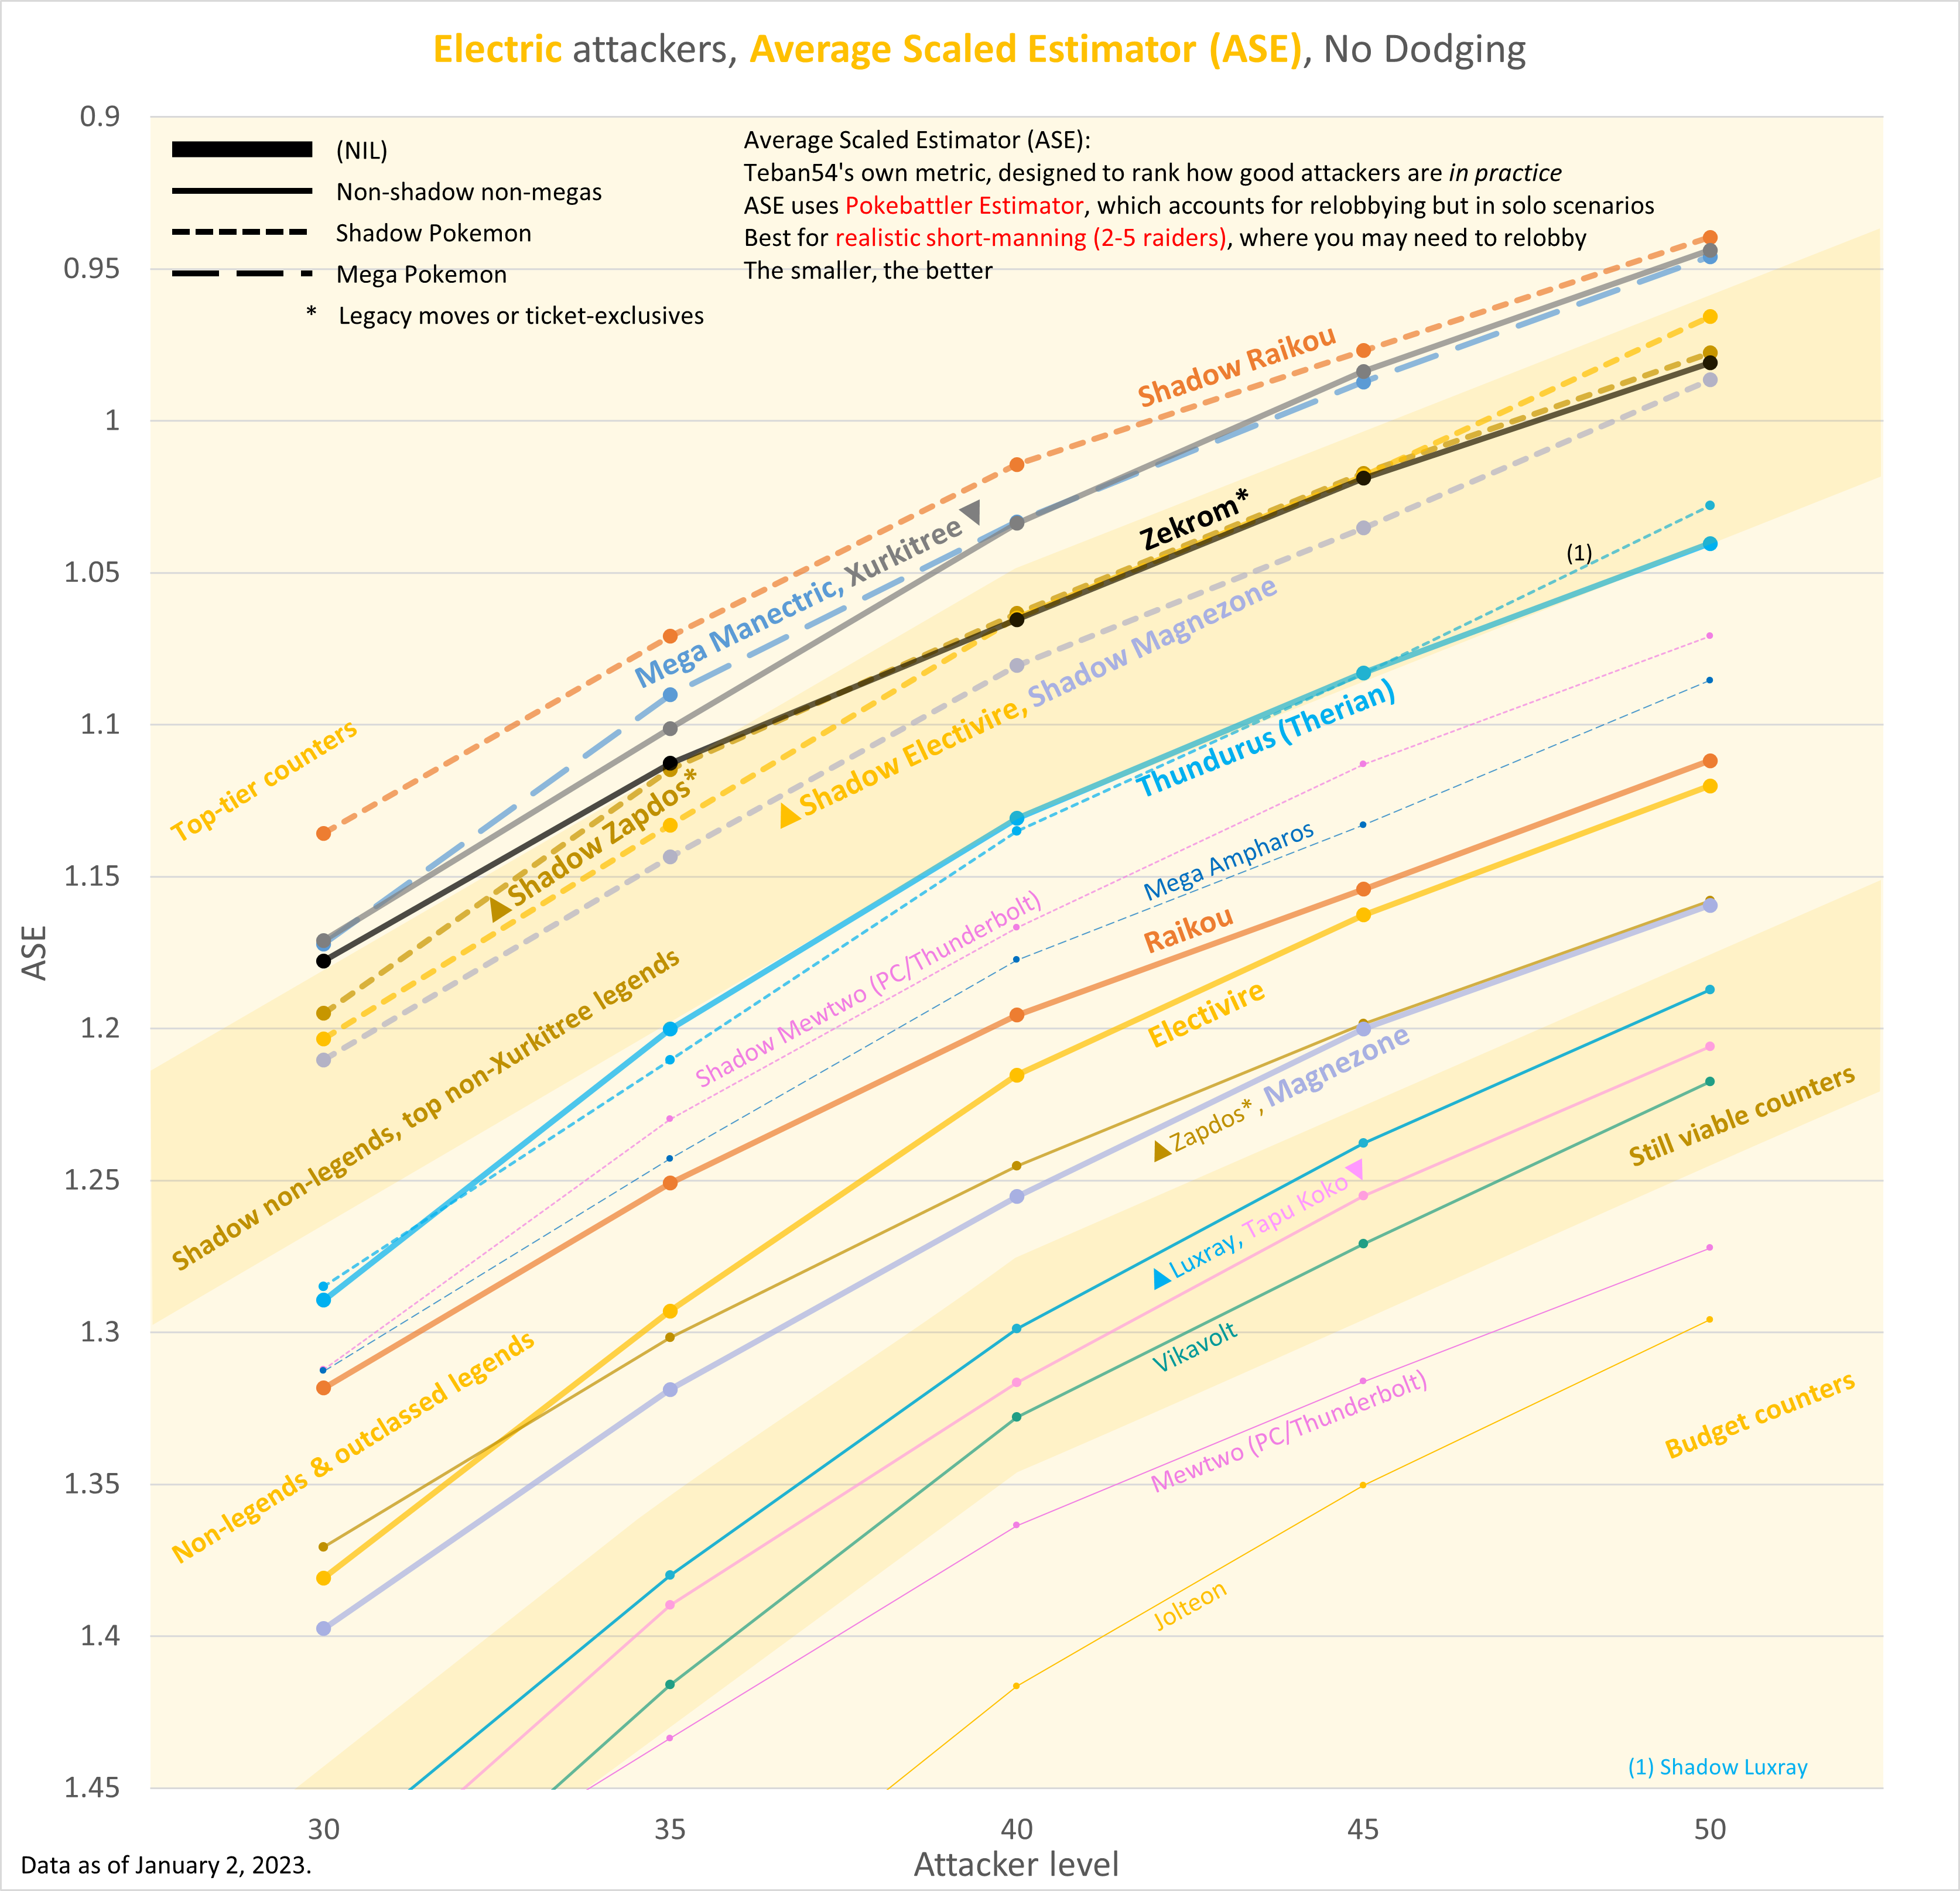 Electric attackers, Average Scaled Estimator (ASE), No Dodging
(NIL)
Non-shadow non-megas
Shadow Pokemon
Mega Pokemon
* Legacy moves or ticket-exclusives
Average Scaled Estimator (ASE):
Teban54's own metric, designed to rank how good attackers are in practice
ASE uses Pokebattler Estimator, which accounts for relobbying but in solo scenarios
Best for realistic short-manning (2-5 raiders), where you may need to relobby
The smaller, the better
0.9
0.95
1
1.05
1.1
1.15
1.2
1.25
1.3
1.35
1.4
1.45
ASE
Shadow Raikou
Mega Manectric, Xurkitree
Zekrom*
(1)
Top-tier counters
Shadow Zapdos*
Shadow Electivire, Shadow Magnezone
Thundurus (Therian)
Mega Ampharos
Shadow Mewtwo (PC/Thunderbolt)
Raikou
Electivire
Shadow non-legends, top non-Xurkitree legends
Zapdos*, Magnezone
Still viable counters
Luxray, Tapu Koko
Vikavolt
Non-legends & outclassed legends
Mewtwo (PC/Thunderbolt)
Budget counters
Jolteon
(1) Shadow Luxray
30
35
40
45
50
Attacker level
Data as of January 2, 2023.